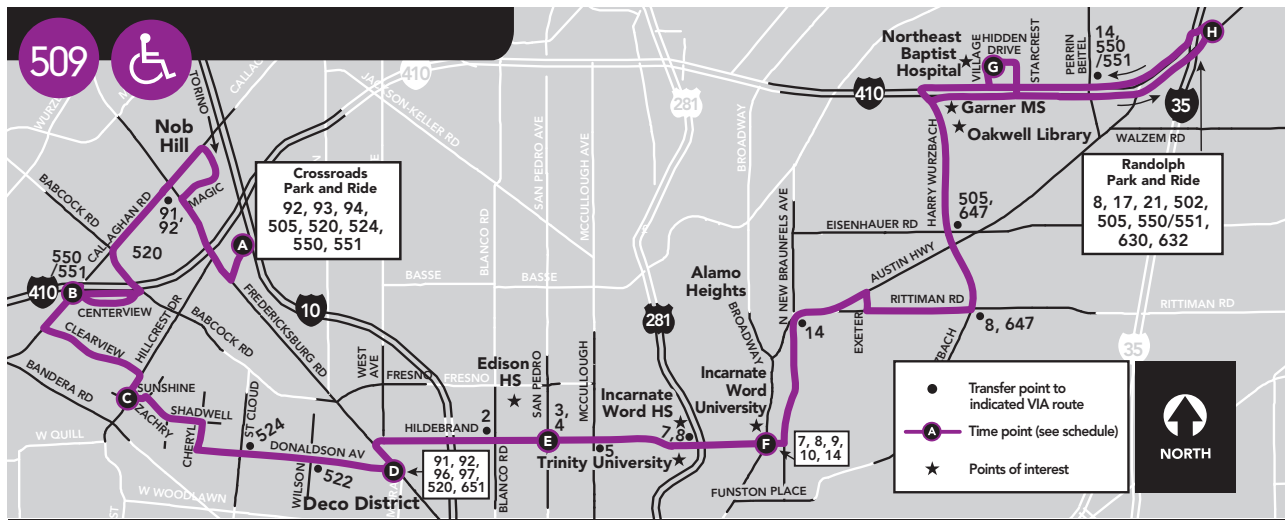 509
TORINO
CALLAG
410
JACKSON-KELLER RD
WURZ
Nob
Hill
MAGIC
BABCOCK RD
CALLAGHAN RD
91,
92
520
550
/551
410
B
CENTERVIEW
CLEARVIEW
HILLCREST DR
BABCOCK RD
BANDERA RD
Crossroads
Park and Ride
92, 93, 94,
505, 520, 524,
550, 551
A
FREDERICKSBURG RD
10
WEST
AVE
FRESNO
FRESNO
C
SUNSHINE
ZACHRY
SHADWELL
CHERYL
ST CLOUD
524
DONALDSON AV
WILSON
522
W QUILL
W WOODLAWN
D
Deco District
91, 92,
96, 97,
520, 651
HILDEBRAND
2
Edison
HS
BLANCO RD
BLANCO RD
BASSE
BASSE
SAN PEDRO AVE
MCCULLOUGH AVE
SAN PEDRO
3,
4
E
MCCULLOUGH
5
Trinity University
Incarnate
Word HS
7,8
281
281
BROADWAY
Alamo
Heights
BROADWAY
N NEW BRAUNFELS AVE
Incarnate
Word
University
F
7, 8, 9,
10, 14
FUNSTON PLACE
14
EXETER
RITTIMAN RD
RITTIMAN RD
8, 647
ZBACH
AUSTIN HWY
EISENHAUER RD
505,
647
HARRY WURZBACH
Northeast
Baptist
Hospital
VILLAGE
HIDDEN
DRIVE
G
STARCREST
PERRIN
BEITEL
14,
550
/551
H
410
35
Garner MS
Oakwell Library
WALZEM RD
Randolph
Park and Ride
8, 17, 21, 502,
505, 550/551,
630, 632
35
Transfer point to
indicated VIA route
A
Time point (see schedule)
Points of interest
NORTH